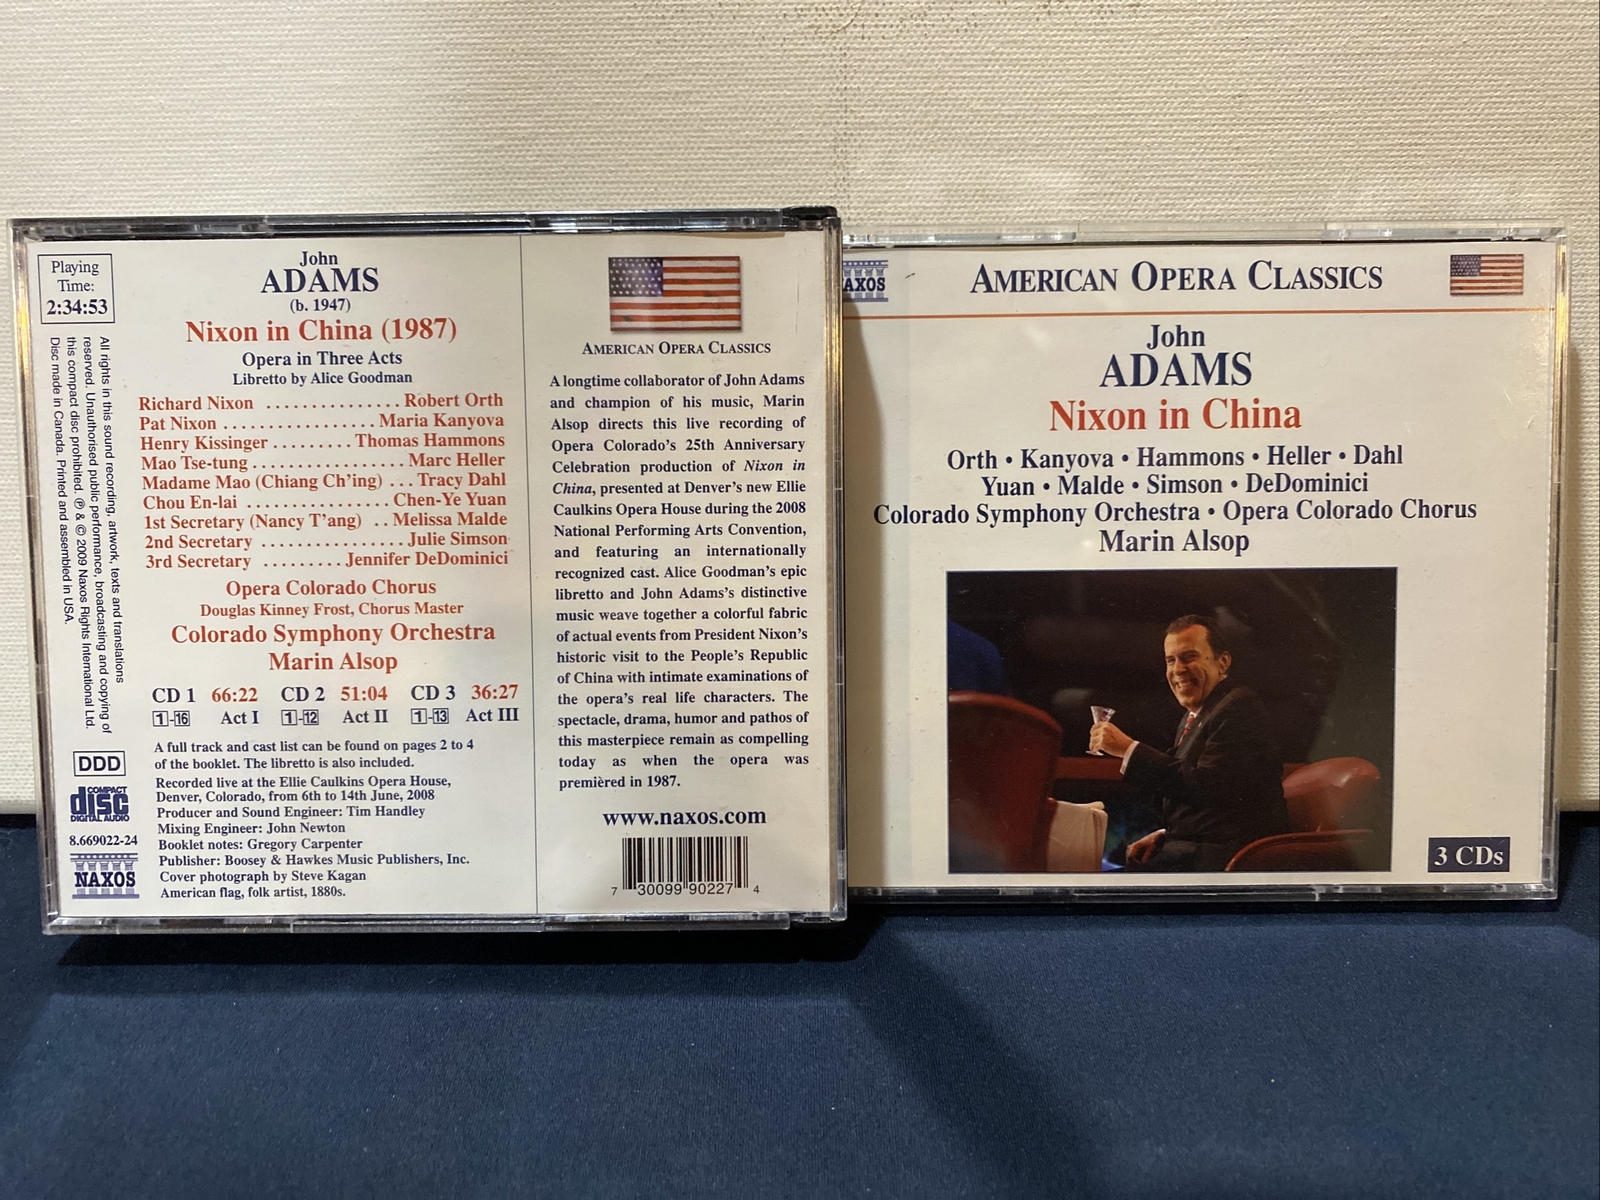 Playing
Time:
2:34:53
All rights in this sound recording, artwork, texts and translations
reserved. Unauthorised public performance, broadcasting and copying of
this compact disc prohibited. ℗ & © 2009 Naxos Rights International Ltd.
Disc made in Canada. Printed and assembled in USA.
DDD
COMPACT
disc
DIGITAL AUDIO
8.669022-24
NAXOS
John
ADAMS
(b. 1947)
Nixon in China (1987)
Opera in Three Acts
Libretto by Alice Goodman
Richard Nixon ............... Robert Orth
Pat Nixon ................. Maria Kanyova
Henry Kissinger ......... Thomas Hammons
Mao Tse-tung ................. Marc Heller
Madame Mao (Chiang Ch'ing) ... Tracy Dahl
Chou En-lai ................ Chen-Ye Yuan
1st Secretary (Nancy T'ang) .. Melissa Malde
2nd Secretary ................ Julie Simson
3rd Secretary ......... Jennifer DeDominici
Opera Colorado Chorus
Douglas Kinney Frost, Chorus Master
Colorado Symphony Orchestra
Marin Alsop
CD 1 66:22 CD 2 51:04 CD 3 36:27
1-16 Act I 1-12 Act II 1-13 Act III
A full track and cast list can be found on pages 2 to 4
of the booklet. The libretto is also included.
Recorded live at the Ellie Caulkins Opera House,
Denver, Colorado, from 6th to 14th June, 2008
Producer and Sound Engineer: Tim Handley
Mixing Engineer: John Newton
Booklet notes: Gregory Carpenter
Publisher: Boosey & Hawkes Music Publishers, Inc.
Cover photograph by Steve Kagan
American flag, folk artist, 1880s.
AMERICAN OPERA CLASSICS
A longtime collaborator of John Adams
and champion of his music, Marin
Alsop directs this live recording of
Opera Colorado's 25th Anniversary
Celebration production of Nixon in
China, presented at Denver's new Ellie
Caulkins Opera House during the 2008
National Performing Arts Convention,
and featuring an internationally
recognized cast. Alice Goodman's epic
libretto and John Adams's distinctive
music weave together a colorful fabric
of actual events from President Nixon's
historic visit to the People's Republic
of China with intimate examinations of
the opera's real life characters. The
spectacle, drama, humor and pathos of
this masterpiece remain as compelling
today as when the opera was
premièred in 1987.
www.naxos.com
7 30099 90227 4
AXOS
AMERICAN OPERA CLASSICS
John
ADAMS
Nixon in China
Orth • Kanyova • Hammons • Heller • Dahl
Yuan • Malde • Simson • DeDominici
Colorado Symphony Orchestra • Opera Colorado Chorus
Marin Alsop
3 CDs